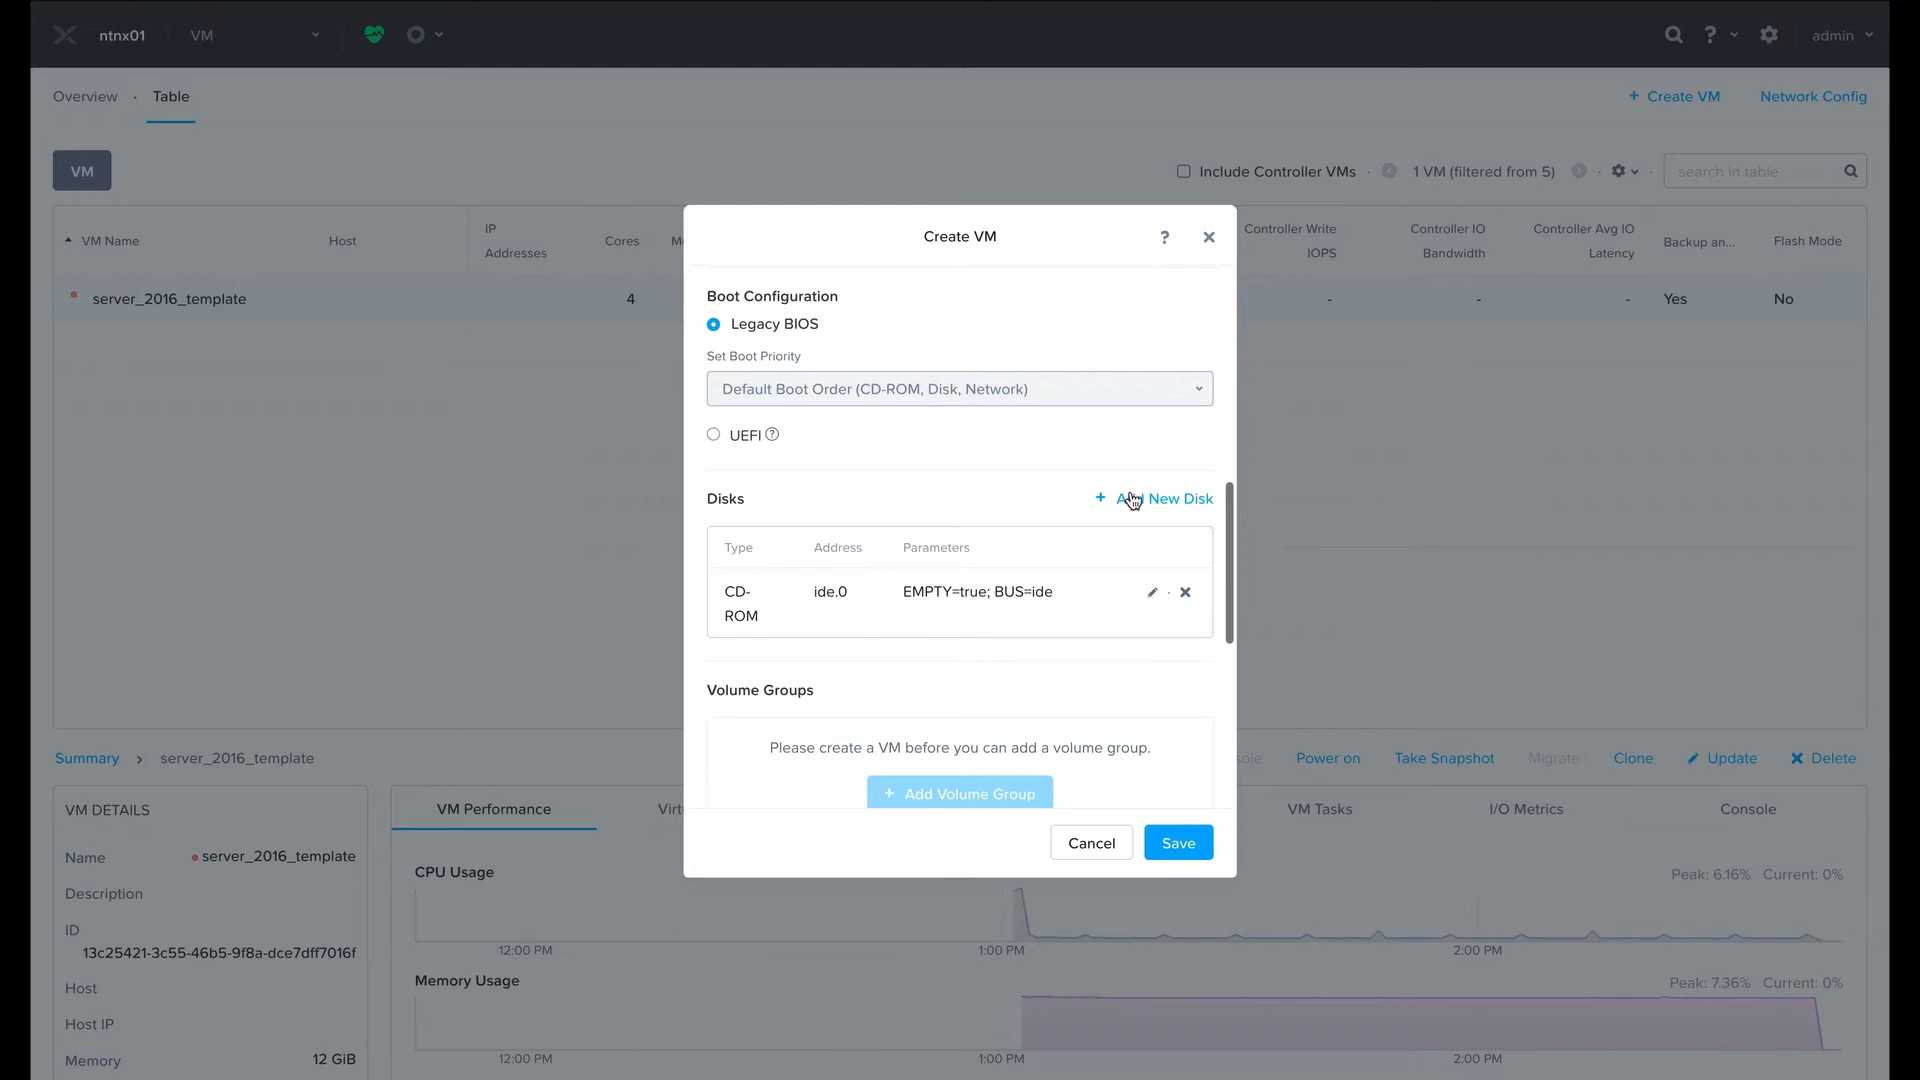 ntnx01
VM
?
admin
Overview · Table
+ Create VM
Network Config
VM
Include Controller VMs · 1 VM (filtered from 5) · · search in table
VM Name
Host
IP
Addresses
Cores
Controller Write
IOPS
Controller IO
Bandwidth
Controller Avg IO
Latency
Backup an...
Flash Mode
server_2016_template
4
-
-
-
Yes
No
Create VM
?
Boot Configuration
Legacy BIOS
Set Boot Priority
Default Boot Order (CD-ROM, Disk, Network)
UEFI ?
Disks
+ Add New Disk
Type Address Parameters
CD-
ROM
ide.0
EMPTY=true; BUS=ide
Volume Groups
Please create a VM before you can add a volume group.
+ Add Volume Group
Cancel
Save
Summary > server_2016_template
Power on
Take Snapshot
Migrate
Clone
Update
Delete
VM DETAILS
Name server_2016_template
Description
ID
13c25421-3c55-46b5-9f8a-dce7dff7016f
Host
Host IP
Memory 12 GiB
VM Performance
VM Tasks
I/O Metrics
Console
CPU Usage
Peak: 6.16% Current: 0%
12:00 PM 1:00 PM 2:00 PM
Memory Usage
Peak: 7.36% Current: 0%
12:00 PM 1:00 PM 2:00 PM